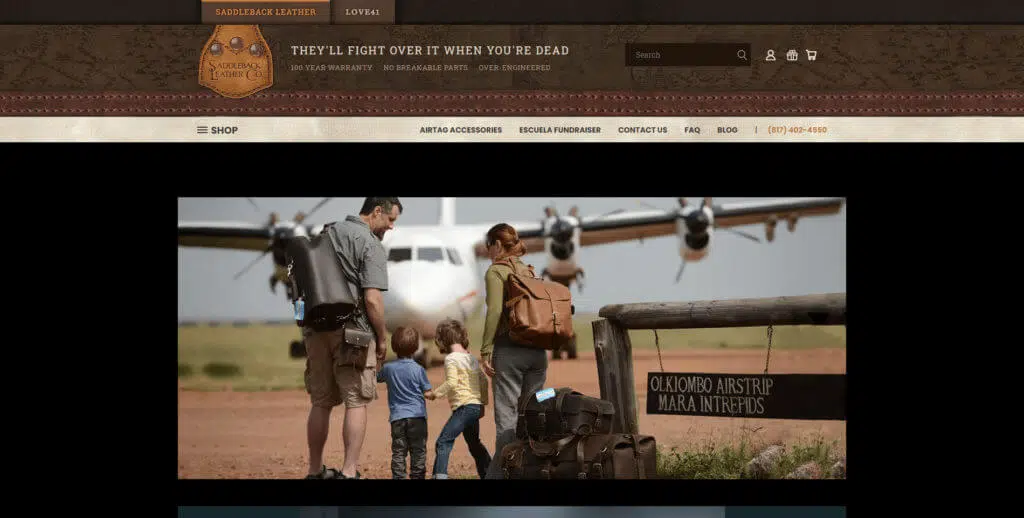 SADDLEBACK LEATHER
LOVE41
SADDLEBACK
LEATHER CO.
THEY'LL FIGHT OVER IT WHEN YOU'RE DEAD
100 YEAR WARRANTY NO BREAKABLE PARTS OVER-ENGINEERED
Search
SHOP
AIRTAG ACCESSORIES ESCUELA FUNDRAISER CONTACT US FAQ BLOG | (817) 402-4550
OLKIOMBO AIRSTRIP
MARA INTREPIDS